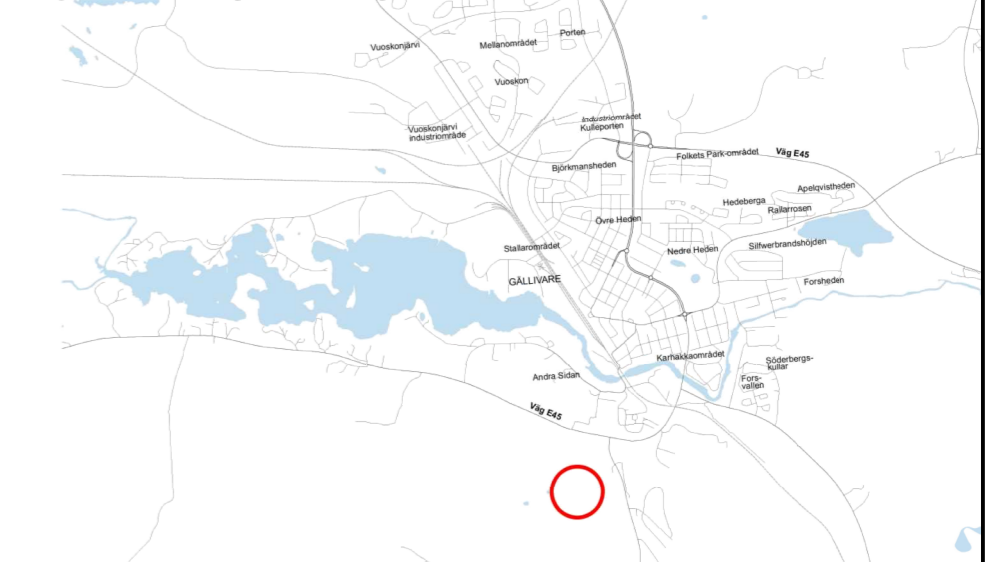 Porten
Vuoskonjärvi
Mellanområdet
Vuoskon
Industriområdet
Kulleporten
Vuoskonjärvi
industriområde
Folkets Park-området
Väg E45
Björkmansheden
Apelqvistheden
Hedeberga
Rallarrosen
Övre Heden
Stallarområdet
Nedre Heden
Silfwerbrandshöjden
GÄLLIVARE
Forsheden
Karhakkaområdet
Söderbergs-
kullar
Andra Sidan
Fors-
vallen
Väg E45